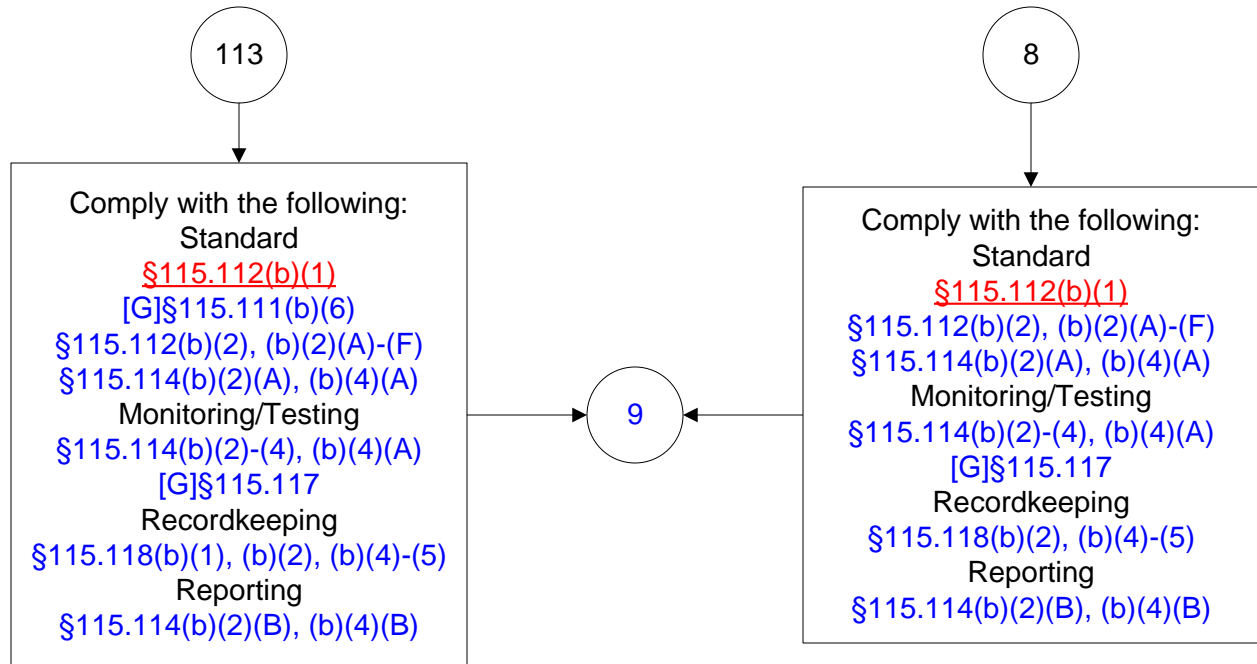 113
8
Comply with the following:
Standard
§115.112(b)(1)
[G]§115.111(b)(6)
§115.112(b)(2), (b)(2)(A)-(F)
§115.114(b)(2)(A), (b)(4)(A)
Monitoring/Testing
§115.114(b)(2)-(4), (b)(4)(A)
[G]§115.117
Recordkeeping
§115.118(b)(1), (b)(2), (b)(4)-(5)
Reporting
§115.114(b)(2)(B), (b)(4)(B)
9
Comply with the following:
Standard
§115.112(b)(1)
§115.112(b)(2), (b)(2)(A)-(F)
§115.114(b)(2)(A), (b)(4)(A)
Monitoring/Testing
§115.114(b)(2)-(4), (b)(4)(A)
[G]§115.117
Recordkeeping
§115.118(b)(2), (b)(4)-(5)
Reporting
§115.114(b)(2)(B), (b)(4)(B)